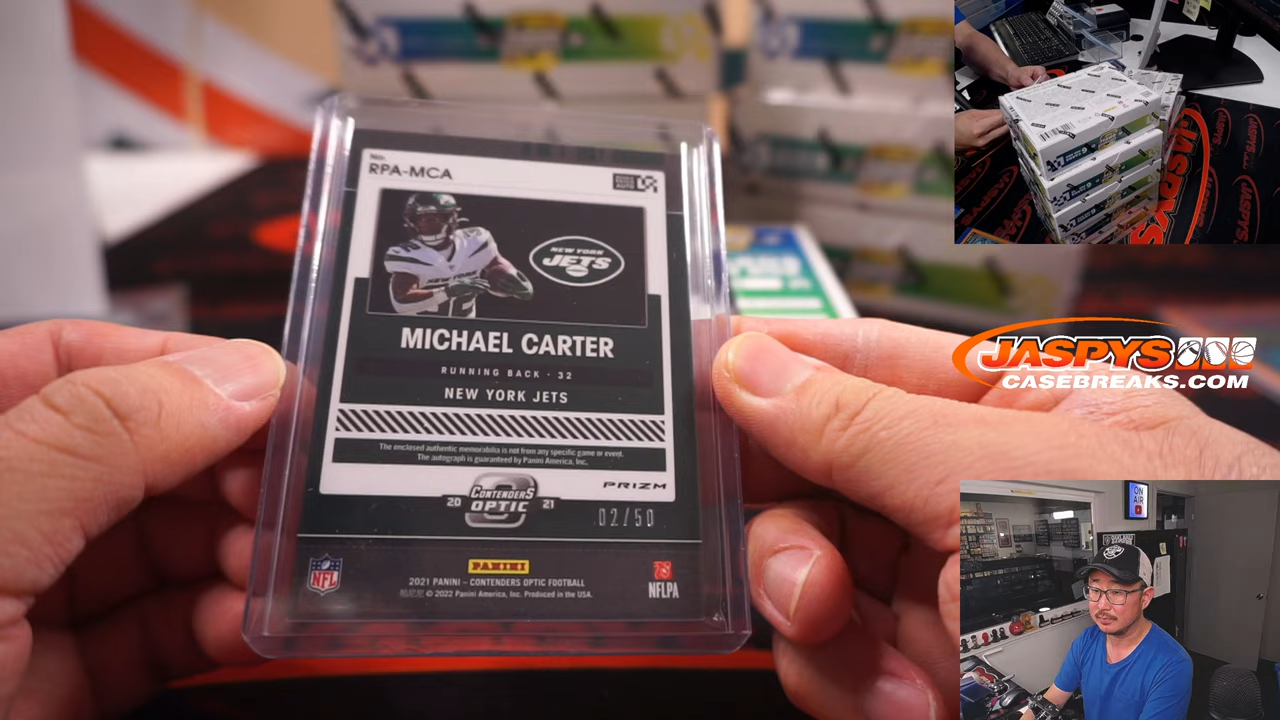 No.
RPA-MCA
NEW YORK
JETS
MICHAEL CARTER
RUNNING BACK · 32
NEW YORK JETS
The enclosed authentic memorabilia is not from any specific game or event.
The autograph is guaranteed by Panini America, Inc.
PRIZM
20 CONTENDERS OPTIC 21
02/50
NFL
PANINI
NFLPA
2021 PANINI – CONTENDERS OPTIC FOOTBALL
© 2022 Panini America, Inc. Produced in the USA.
JASPYS
CASEBREAKS.COM
ON
AIR